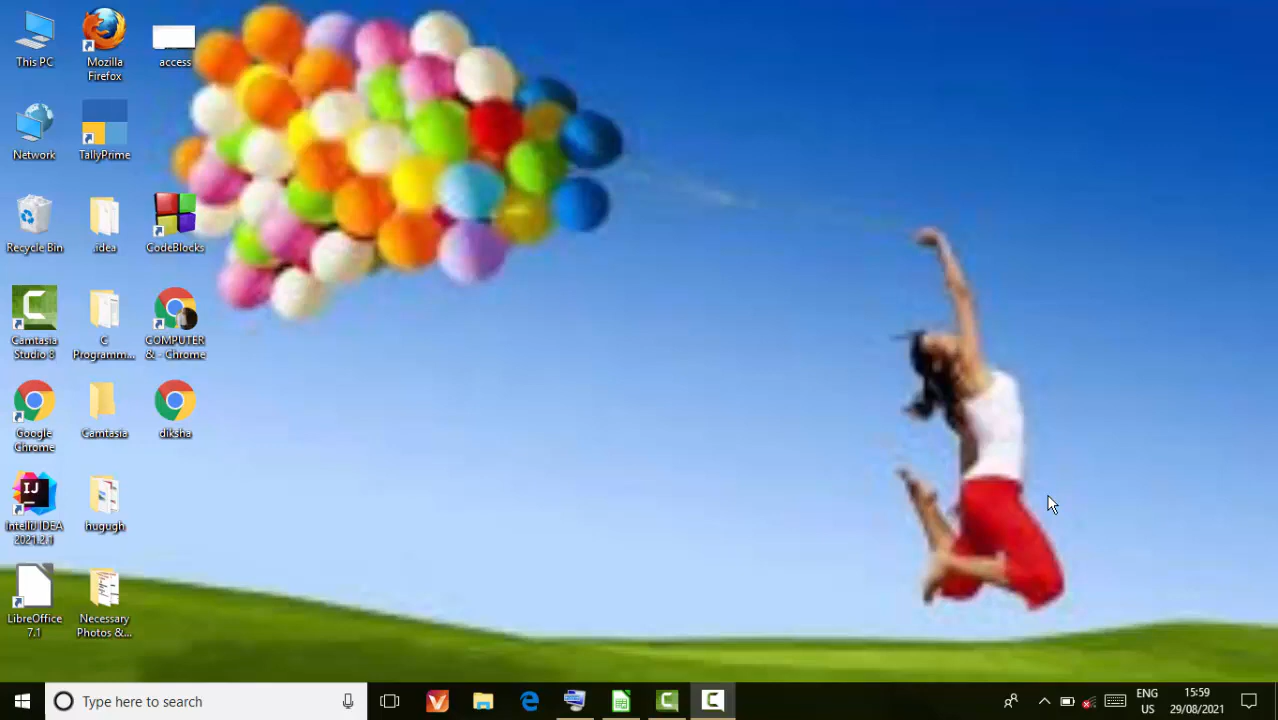 This PC
Mozilla
Firefox
access
Network
TallyPrime
Recycle Bin
.idea
CodeBlocks
Camtasia
Studio 8
C
Programm...
COMPUTER
& - Chrome
Google
Chrome
Camtasia
diksha
IJ
IntelliJ IDEA
2021.2.1
hugugh
LibreOffice
7.1
Necessary
Photos &...
Type here to search
ENG
US
15:59
29/08/2021